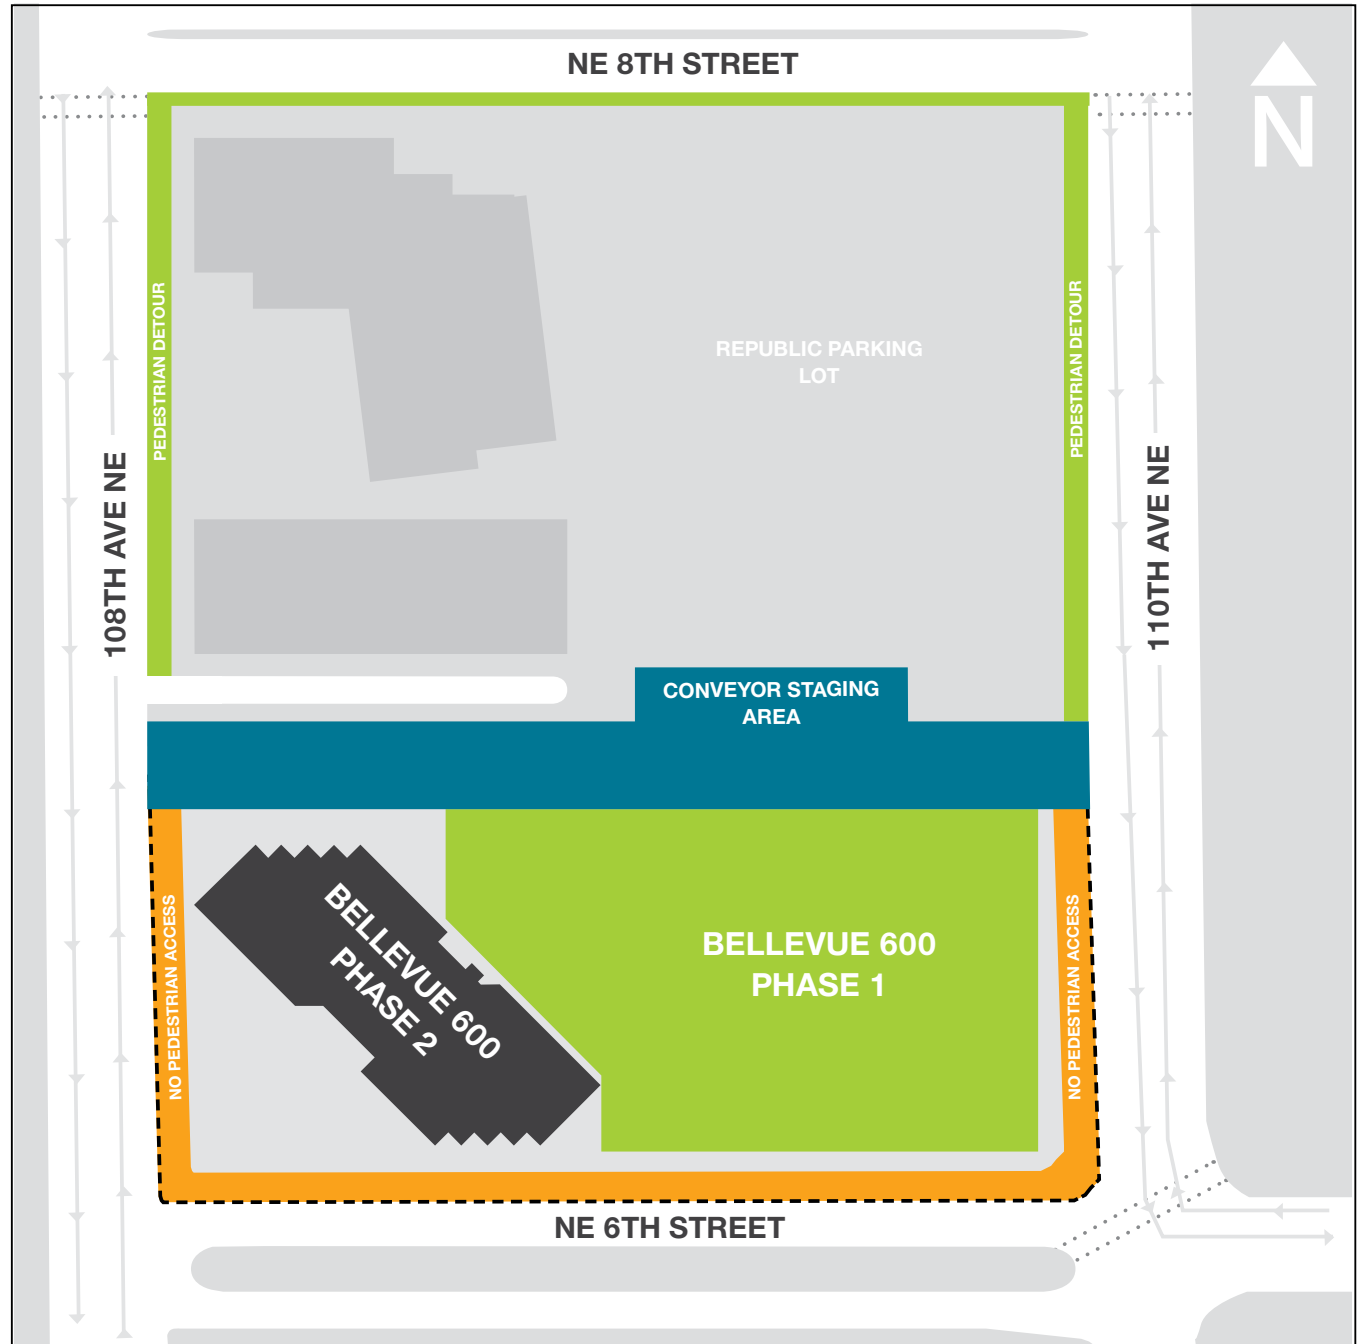 NE 8TH STREET
N
PEDESTRIAN DETOUR
PEDESTRIAN DETOUR
REPUBLIC PARKING
LOT
108TH AVE NE
110TH AVE NE
CONVEYOR STAGING
AREA
NO PEDESTRIAN ACCESS
BELLEVUE 600
PHASE 2
BELLEVUE 600
PHASE 1
NO PEDESTRIAN ACCESS
NE 6TH STREET